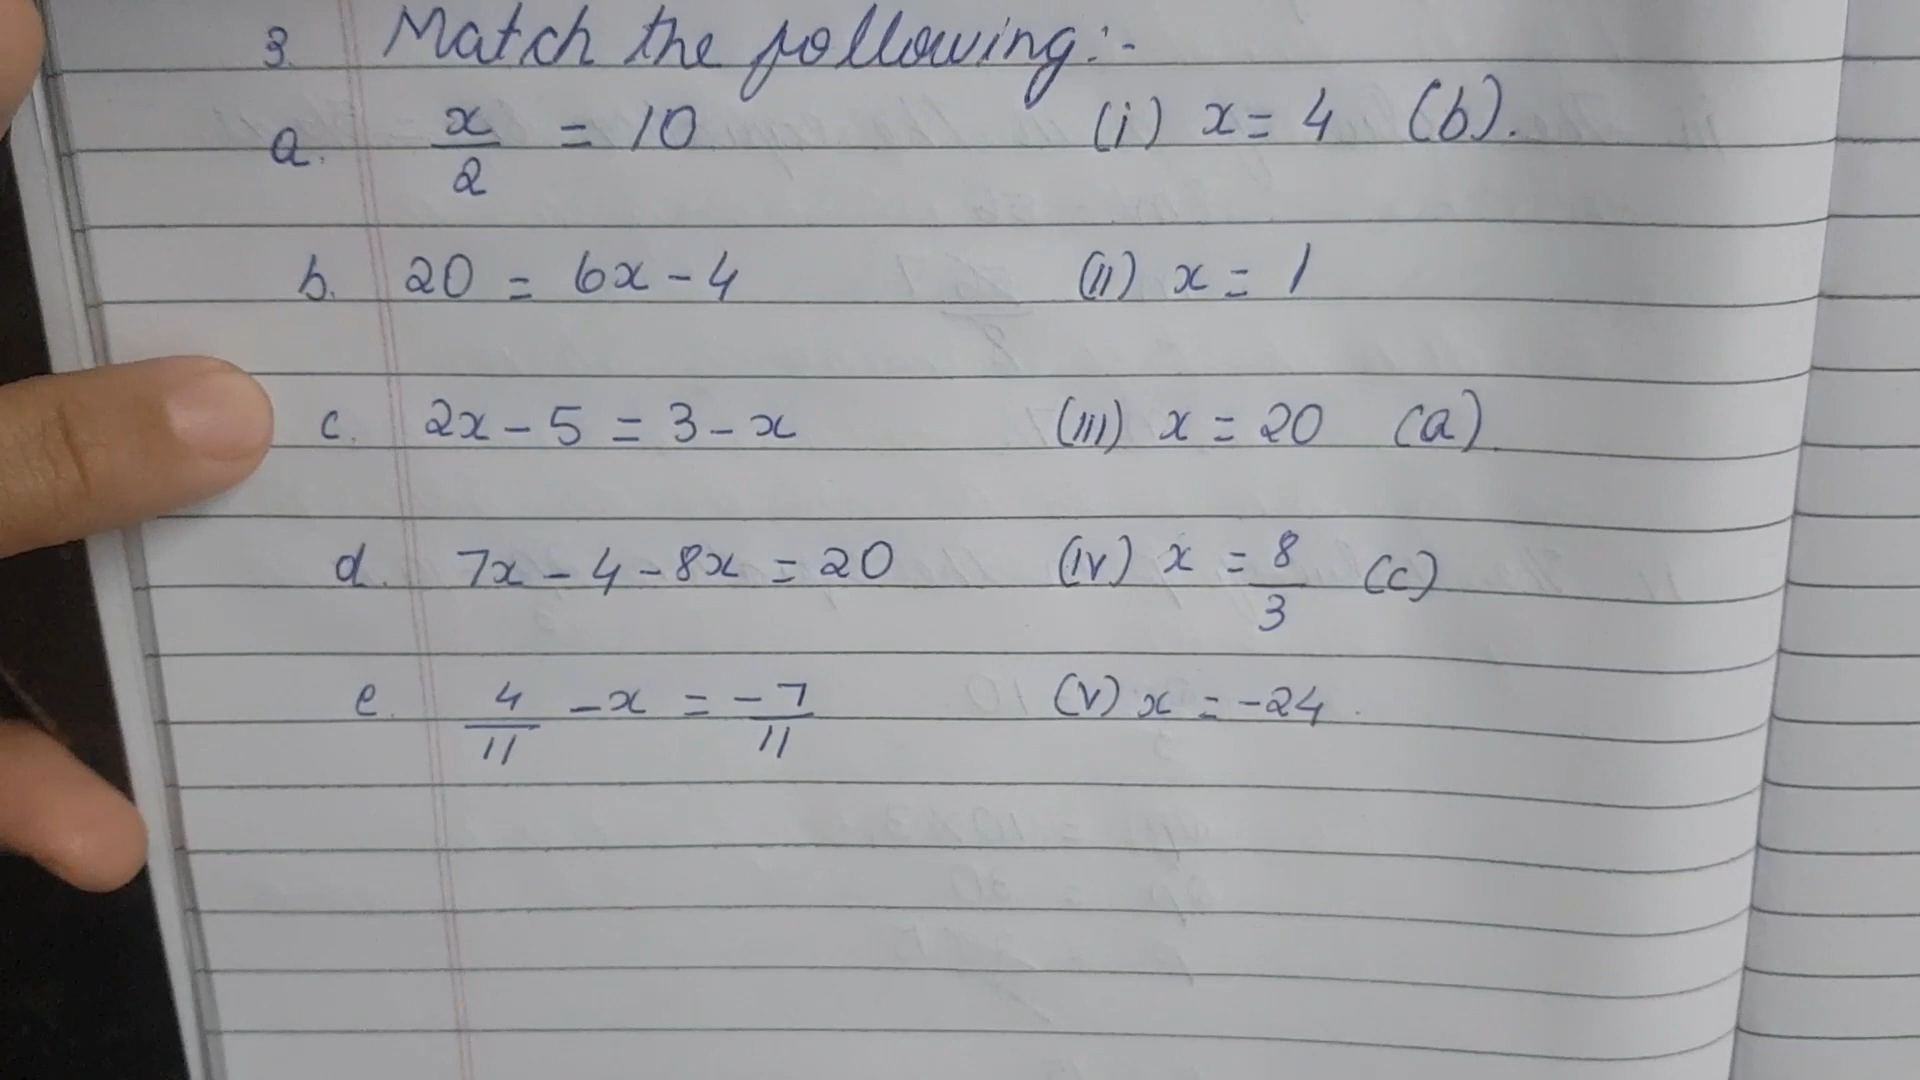 3. Match the following:-
a. x/2 = 10 (i) x = 4 (b).
b. 20 = 6x - 4 (ii) x = 1
c. 2x - 5 = 3 - x (iii) x = 20 (a)
d. 7x - 4 - 8x = 20 (iv) x = 8/3 (c)
e. 4/11 - x = -7/11 (v) x = -24.